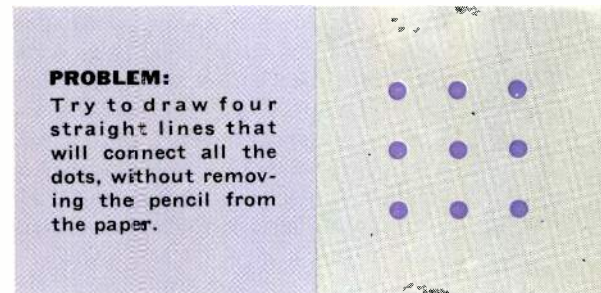 PROBLEM:
Try to draw four
straight lines that
will connect all the
dots, without remov-
ing the pencil from
the paper.